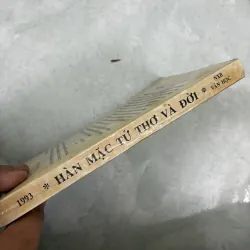 1993 * HÀN MẶC TỬ THƠ VÀ ĐỜI * NXB
VĂN HỌC